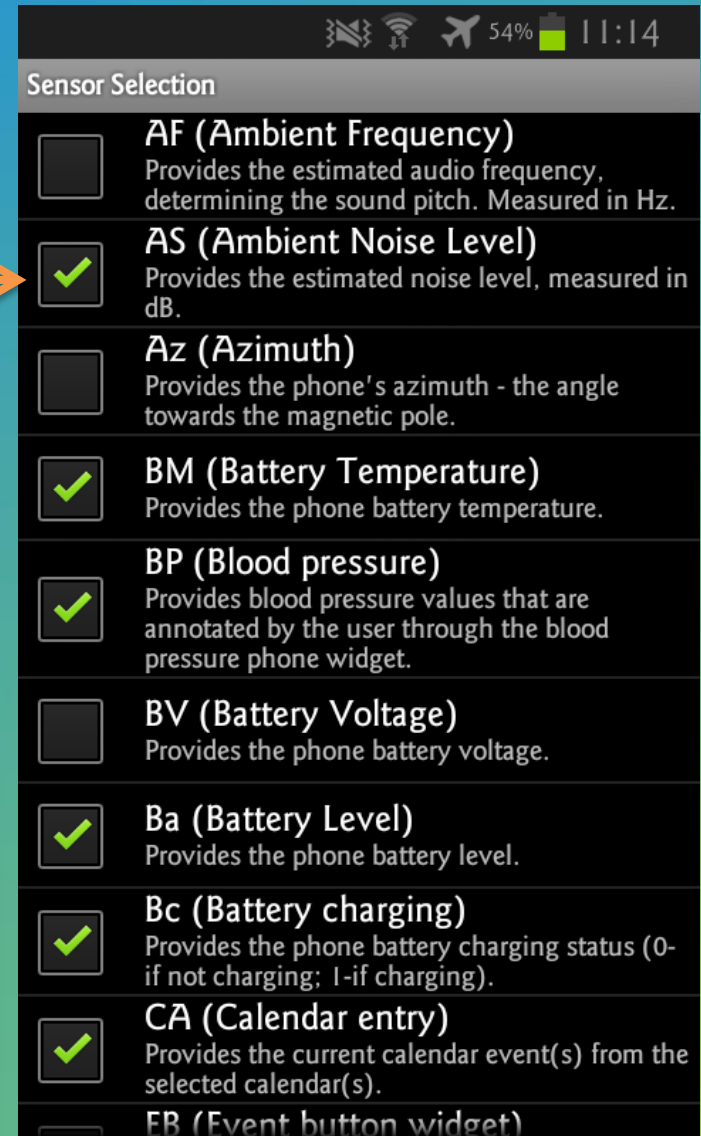 54% 11:14
Sensor Selection
AF (Ambient Frequency)
Provides the estimated audio frequency,
determining the sound pitch. Measured in Hz.
AS (Ambient Noise Level)
Provides the estimated noise level, measured in
dB.
Az (Azimuth)
Provides the phone's azimuth - the angle
towards the magnetic pole.
BM (Battery Temperature)
Provides the phone battery temperature.
BP (Blood pressure)
Provides blood pressure values that are
annotated by the user through the blood
pressure phone widget.
BV (Battery Voltage)
Provides the phone battery voltage.
Ba (Battery Level)
Provides the phone battery level.
Bc (Battery charging)
Provides the phone battery charging status (0-
if not charging; 1-if charging).
CA (Calendar entry)
Provides the current calendar event(s) from the
selected calendar(s).
EB (Event button widget)